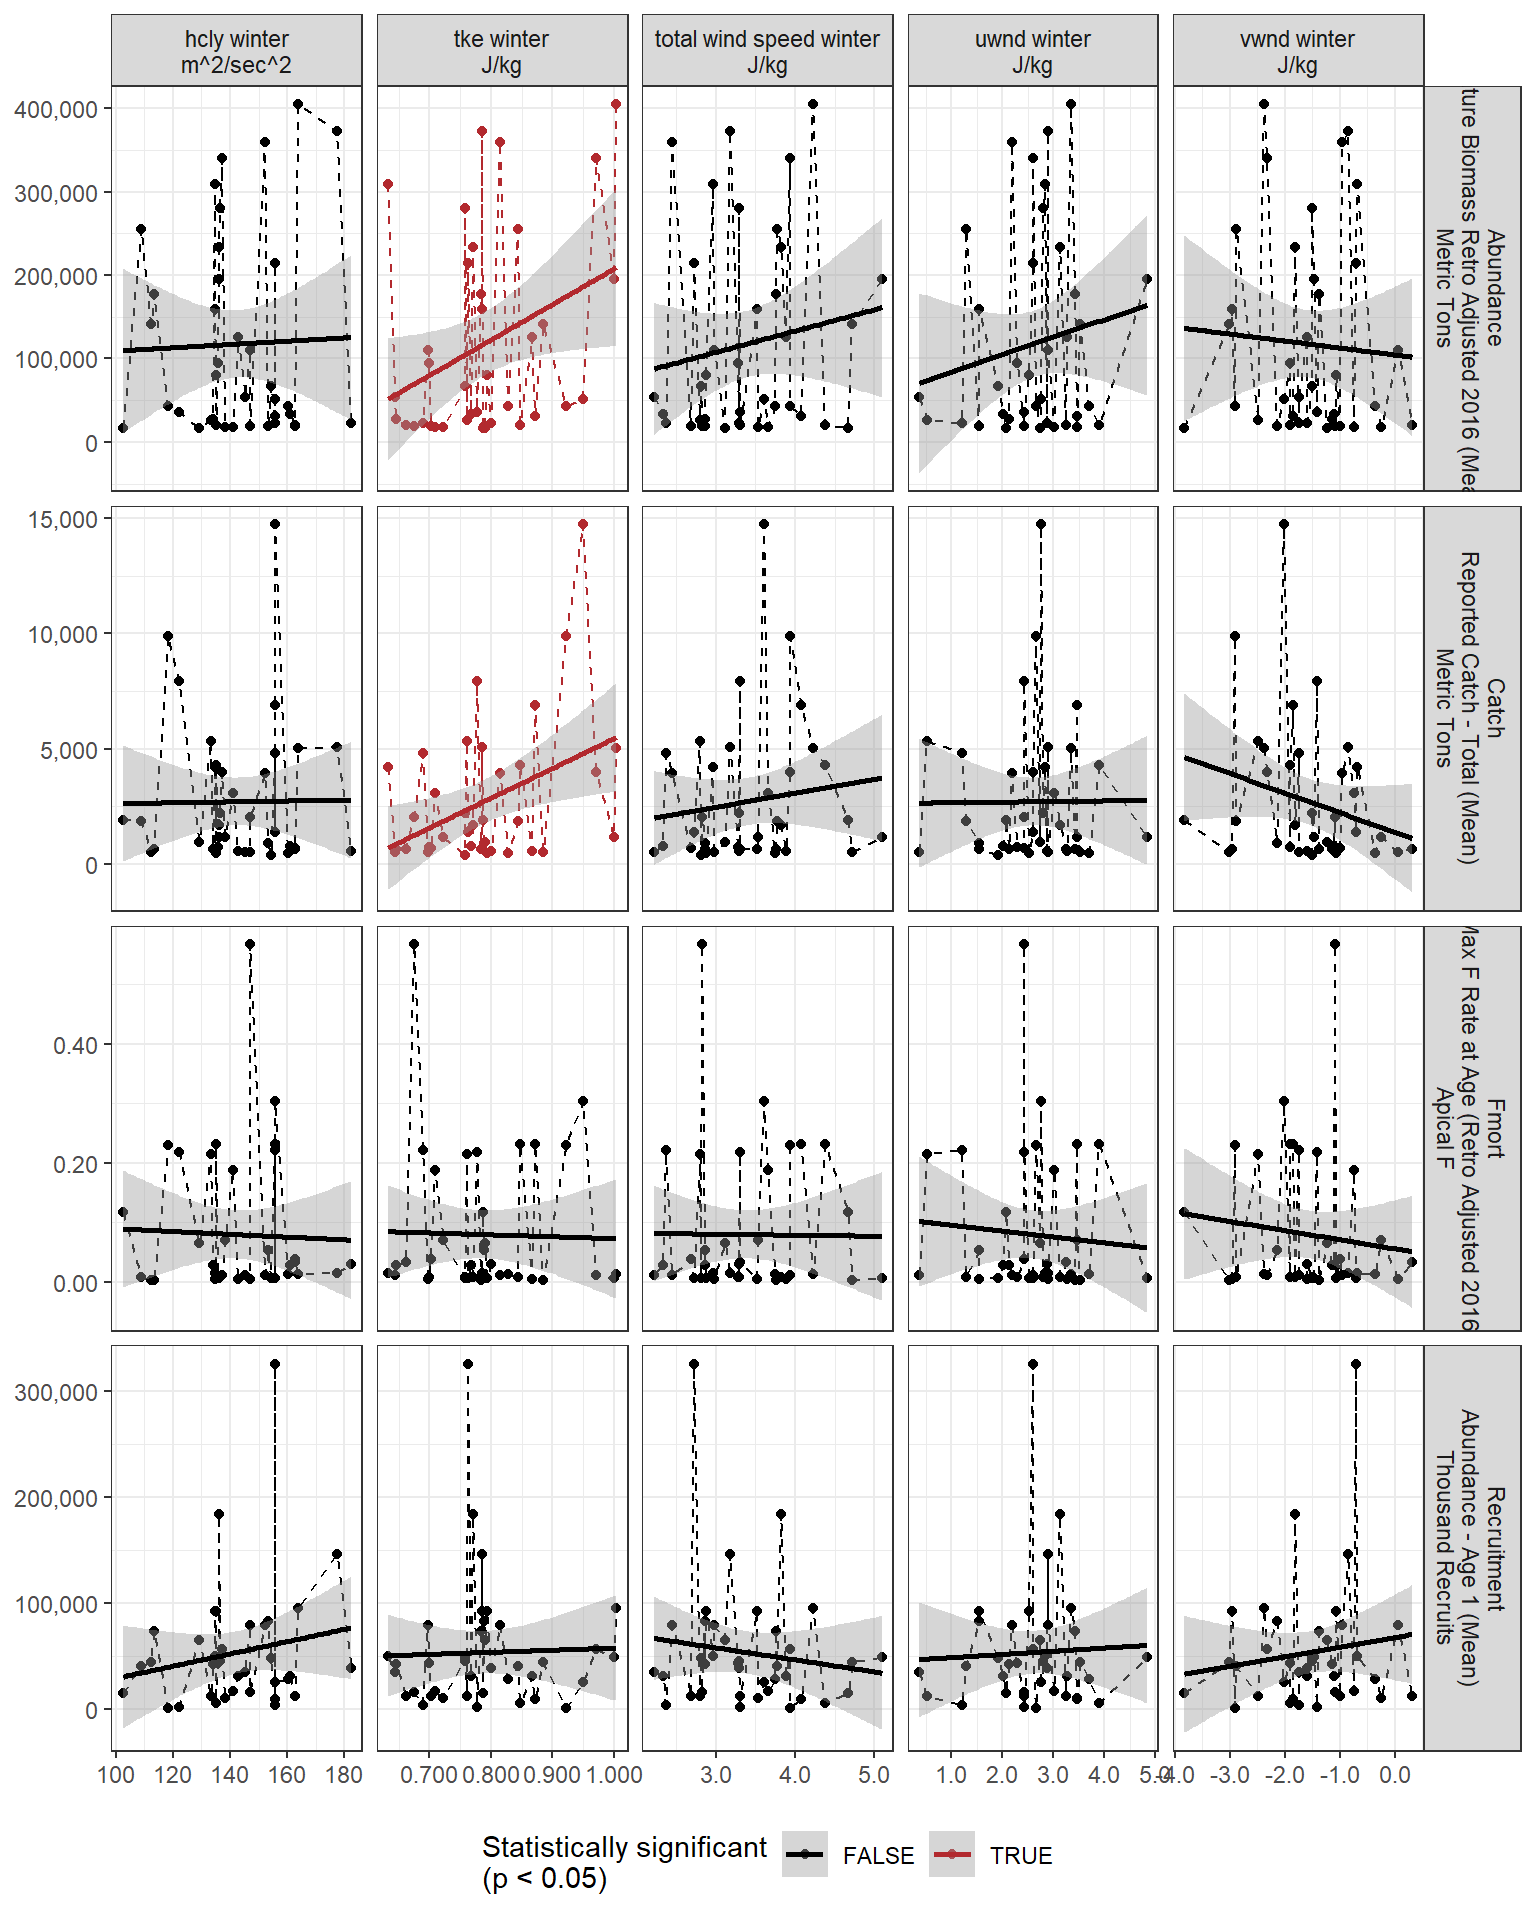 hcly winter
m^2/sec^2
tke winter
J/kg
total wind speed winter
J/kg
uwnd winter
J/kg
vwnd winter
J/kg
400,000
300,000
200,000
100,000
0
Abundance
ture Biomass Retro Adjusted 2016 (Mea
Metric Tons
15,000
10,000
5,000
0
Catch
Reported Catch - Total (Mean)
Metric Tons
0.40
0.20
0.00
Fmort
Max F Rate at Age (Retro Adjusted 2016
Apical F
300,000
200,000
100,000
0
Recruitment
Abundance - Age 1 (Mean)
Thousand Recruits
100 120 140 160 180
0.700 0.800 0.900 1.000
3.0 4.0 5.0
1.0 2.0 3.0 4.0 5.0
-4.0 -3.0 -2.0 -1.0 0.0
Statistically significant
(p < 0.05)
FALSE
TRUE